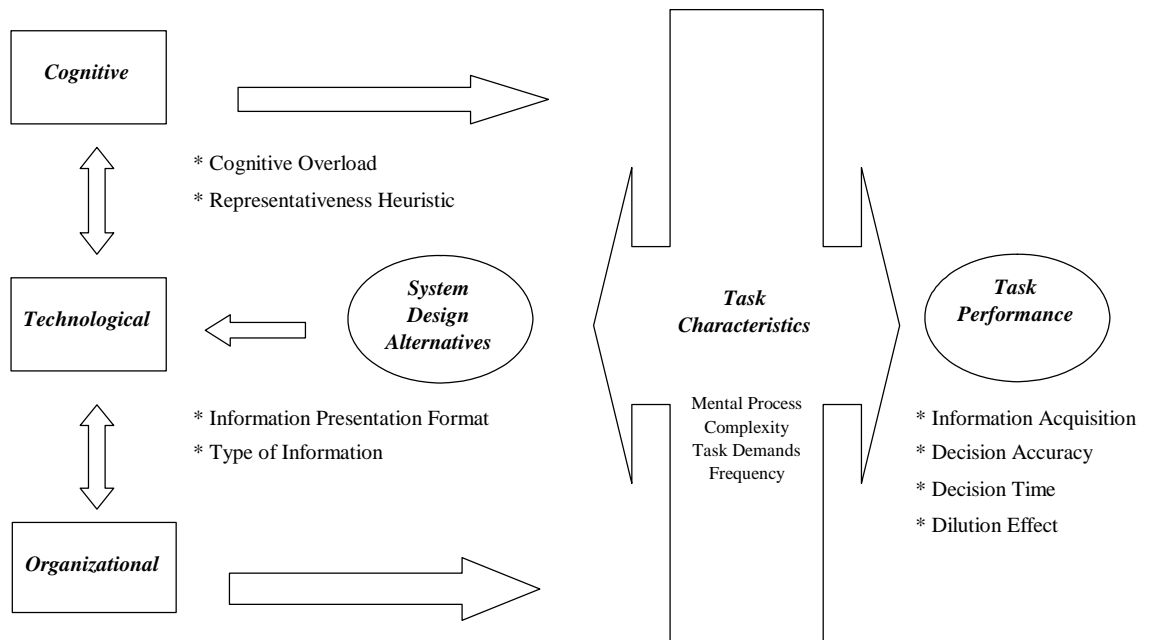 Cognitive
* Cognitive Overload
* Representativeness Heuristic
Technological
System
Design
Alternatives
* Information Presentation Format
* Type of Information
Organizational
Task
Characteristics
Mental Process
Complexity
Task Demands
Frequency
Task
Performance
* Information Acquisition
* Decision Accuracy
* Decision Time
* Dilution Effect